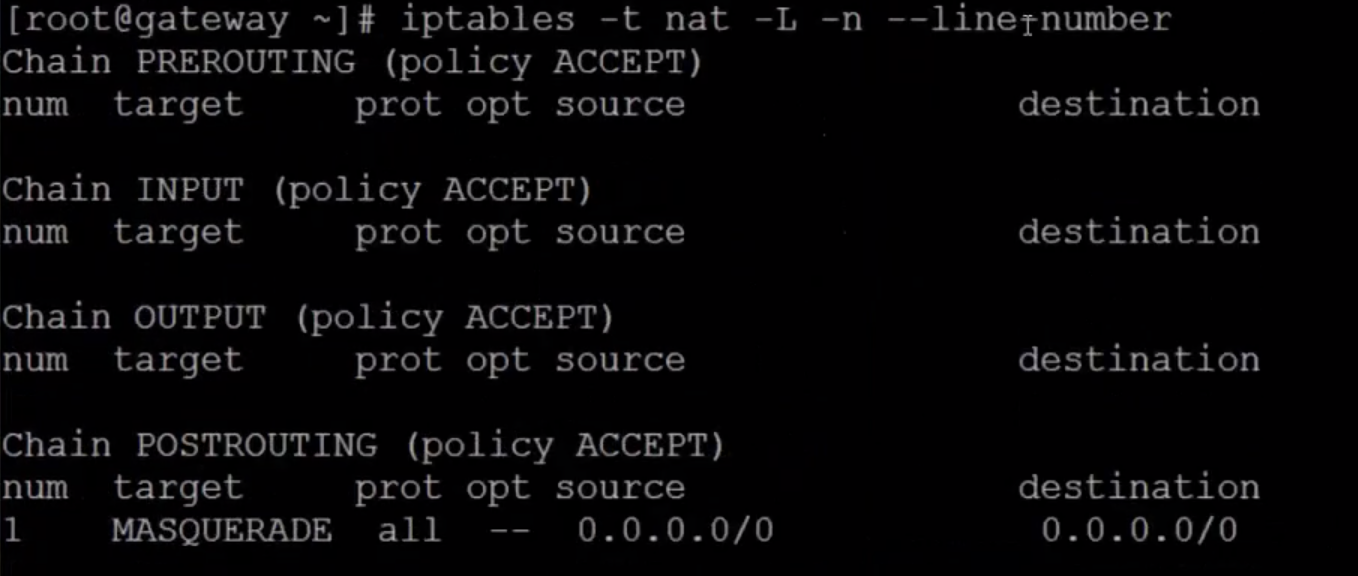 [root@gateway ~]# iptables -t nat -L -n --line-number
Chain PREROUTING (policy ACCEPT)
num  target     prot opt source               destination

Chain INPUT (policy ACCEPT)
num  target     prot opt source               destination

Chain OUTPUT (policy ACCEPT)
num  target     prot opt source               destination

Chain POSTROUTING (policy ACCEPT)
num  target     prot opt source               destination
1    MASQUERADE  all  --  0.0.0.0/0            0.0.0.0/0